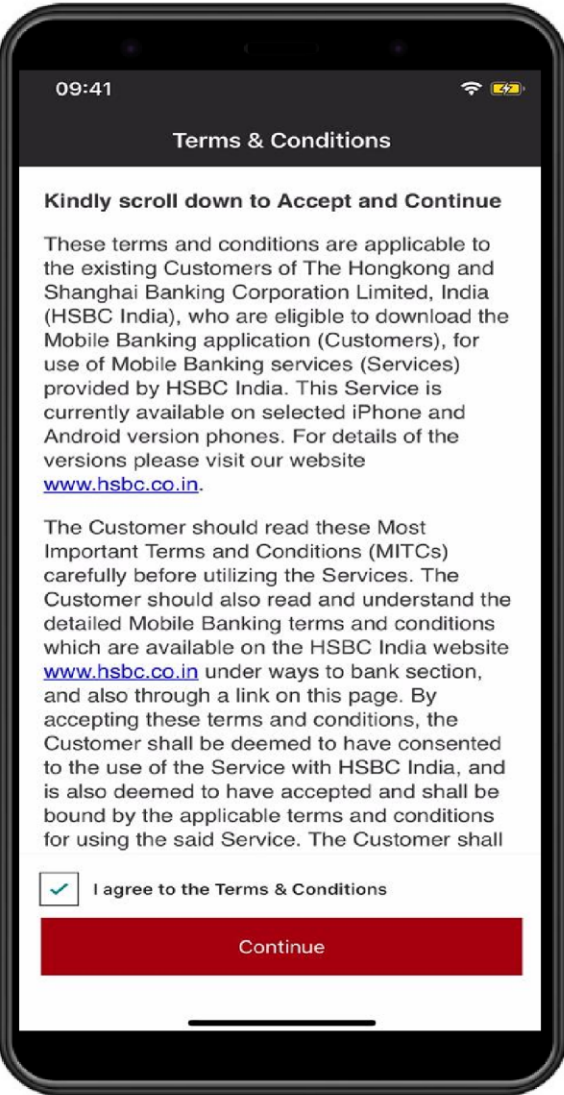 09:41
Terms & Conditions
Kindly scroll down to Accept and Continue
These terms and conditions are applicable to
the existing Customers of The Hongkong and
Shanghai Banking Corporation Limited, India
(HSBC India), who are eligible to download the
Mobile Banking application (Customers), for
use of Mobile Banking services (Services)
provided by HSBC India. This Service is
currently available on selected iPhone and
Android version phones. For details of the
versions please visit our website
www.hsbc.co.in.
The Customer should read these Most
Important Terms and Conditions (MITCs)
carefully before utilizing the Services. The
Customer should also read and understand the
detailed Mobile Banking terms and conditions
which are available on the HSBC India website
www.hsbc.co.in under ways to bank section,
and also through a link on this page. By
accepting these terms and conditions, the
Customer shall be deemed to have consented
to the use of the Service with HSBC India, and
is also deemed to have accepted and shall be
bound by the applicable terms and conditions
for using the said Service. The Customer shall
I agree to the Terms & Conditions
Continue